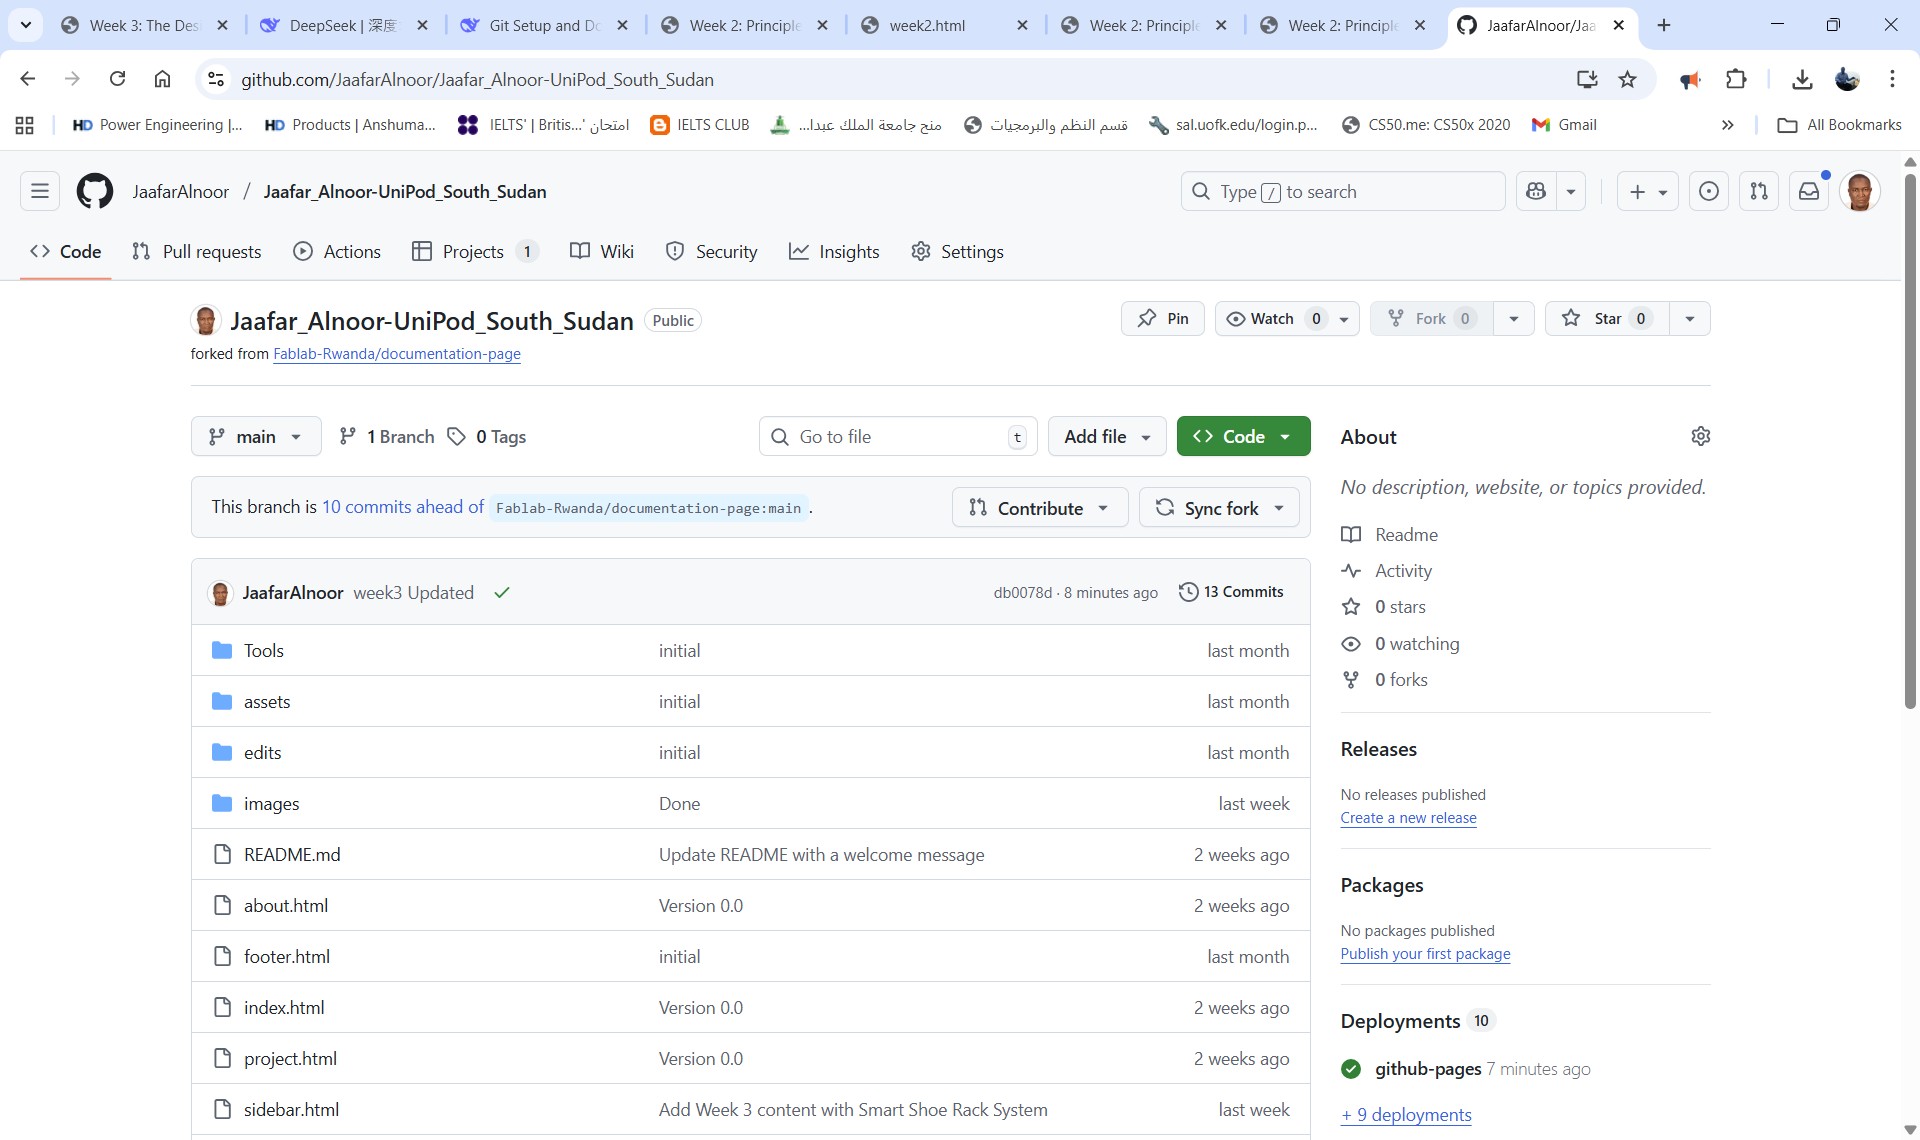 Week 3: The Des
DeepSeek | 深度
Git Setup and Do
Week 2: Principle
week2.html
Week 2: Principle
Week 2: Principle
JaafarAlnoor/Jaa
github.com/JaafarAlnoor/Jaafar_Alnoor-UniPod_South_Sudan
HD Power Engineering |...
HD Products | Anshuma...
امتحان IELTS' | Britis...'
IELTS CLUB
منح جامعة الملك عبدا...
قسم النظم والبرمجيات
sal.uofk.edu/login.p...
CS50.me: CS50x 2020
Gmail
All Bookmarks
JaafarAlnoor / Jaafar_Alnoor-UniPod_South_Sudan
Type / to search
Code
Pull requests
Actions
Projects 1
Wiki
Security
Insights
Settings
Jaafar_Alnoor-UniPod_South_Sudan Public
Pin
Watch 0
Fork 0
Star 0
forked from Fablab-Rwanda/documentation-page
main
1 Branch
0 Tags
Go to file t
Add file
Code
This branch is 10 commits ahead of Fablab-Rwanda/documentation-page:main .
Contribute
Sync fork
JaafarAlnoor week3 Updated
db0078d · 8 minutes ago
13 Commits
Tools initial last month
assets initial last month
edits initial last month
images Done last week
README.md Update README with a welcome message 2 weeks ago
about.html Version 0.0 2 weeks ago
footer.html initial last month
index.html Version 0.0 2 weeks ago
project.html Version 0.0 2 weeks ago
sidebar.html Add Week 3 content with Smart Shoe Rack System last week
About
No description, website, or topics provided.
Readme
Activity
0 stars
0 watching
0 forks
Releases
No releases published
Create a new release
Packages
No packages published
Publish your first package
Deployments 10
github-pages 7 minutes ago
+ 9 deployments